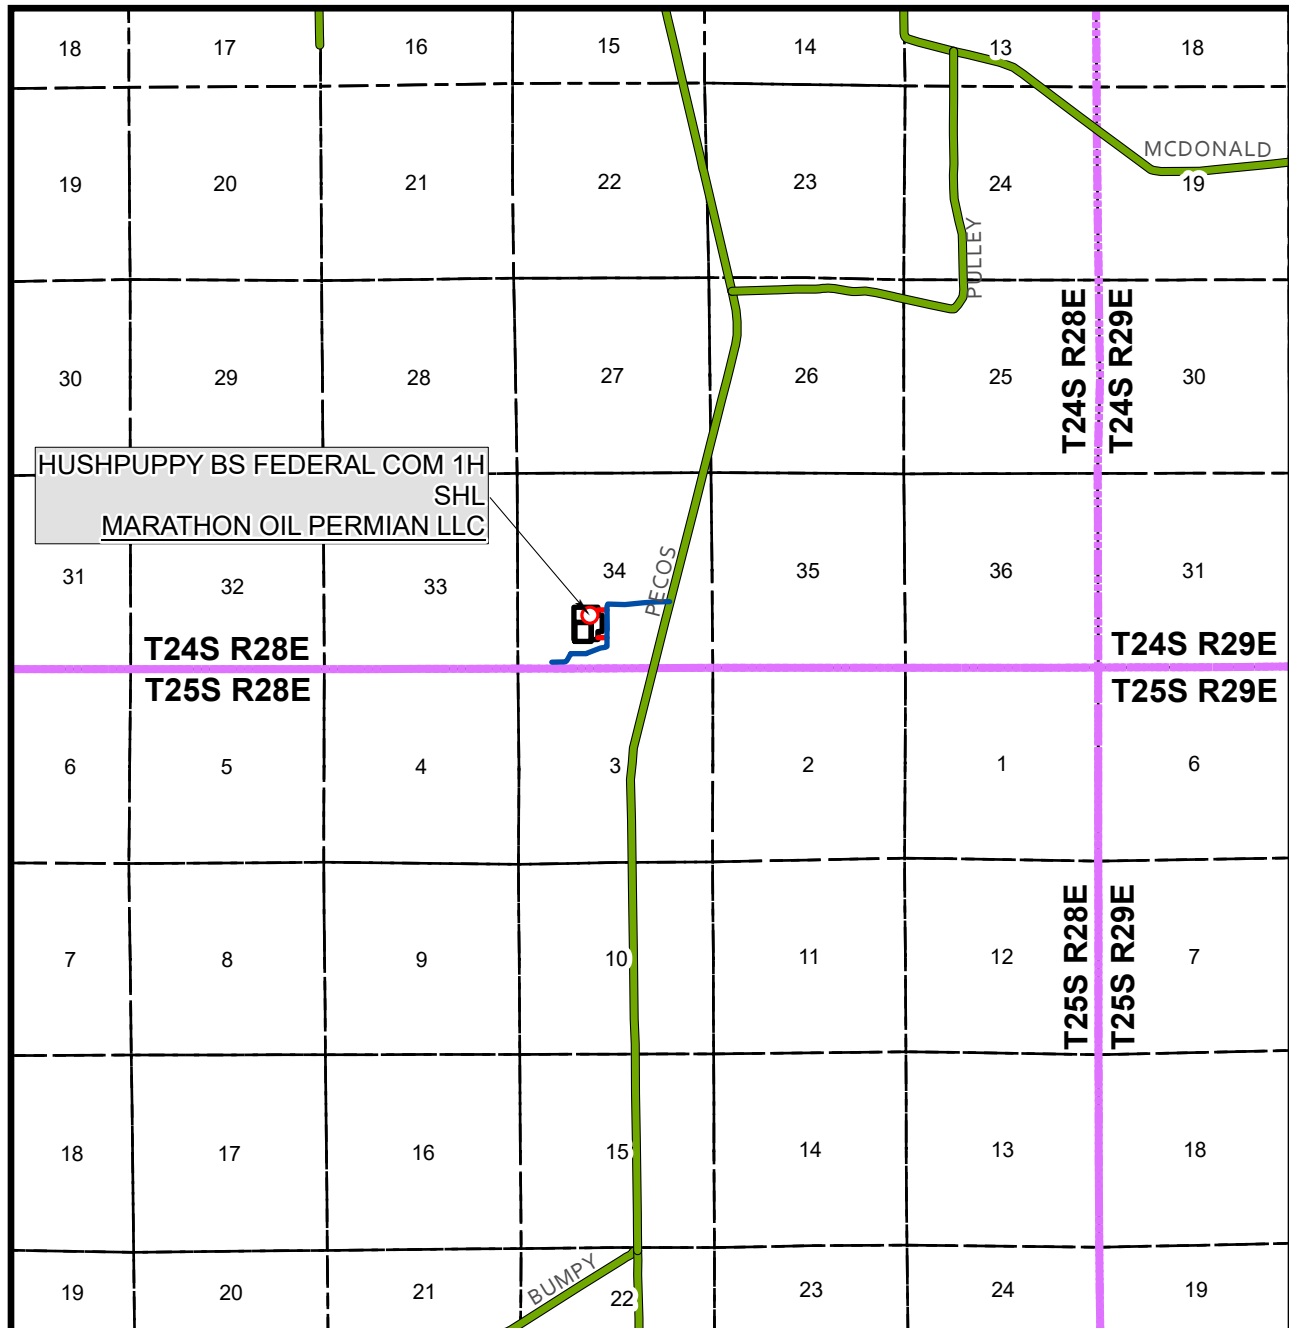 18 17 16 15 14 13 18
MCDONALD
19 20 21 22 23 24 19
PULLEY
T24S R28E
T24S R29E
30 29 28 27 26 25 30
HUSHPUPPY BS FEDERAL COM 1H
SHL
MARATHON OIL PERMIAN LLC
PECOS
31 32 33 34 35 36 31
T24S R28E T24S R29E
T25S R28E T25S R29E
6 5 4 3 2 1 6
T25S R28E
T25S R29E
7 8 9 10 11 12 7
18 17 16 15 14 13 18
BUMPY
19 20 21 22 23 24 19